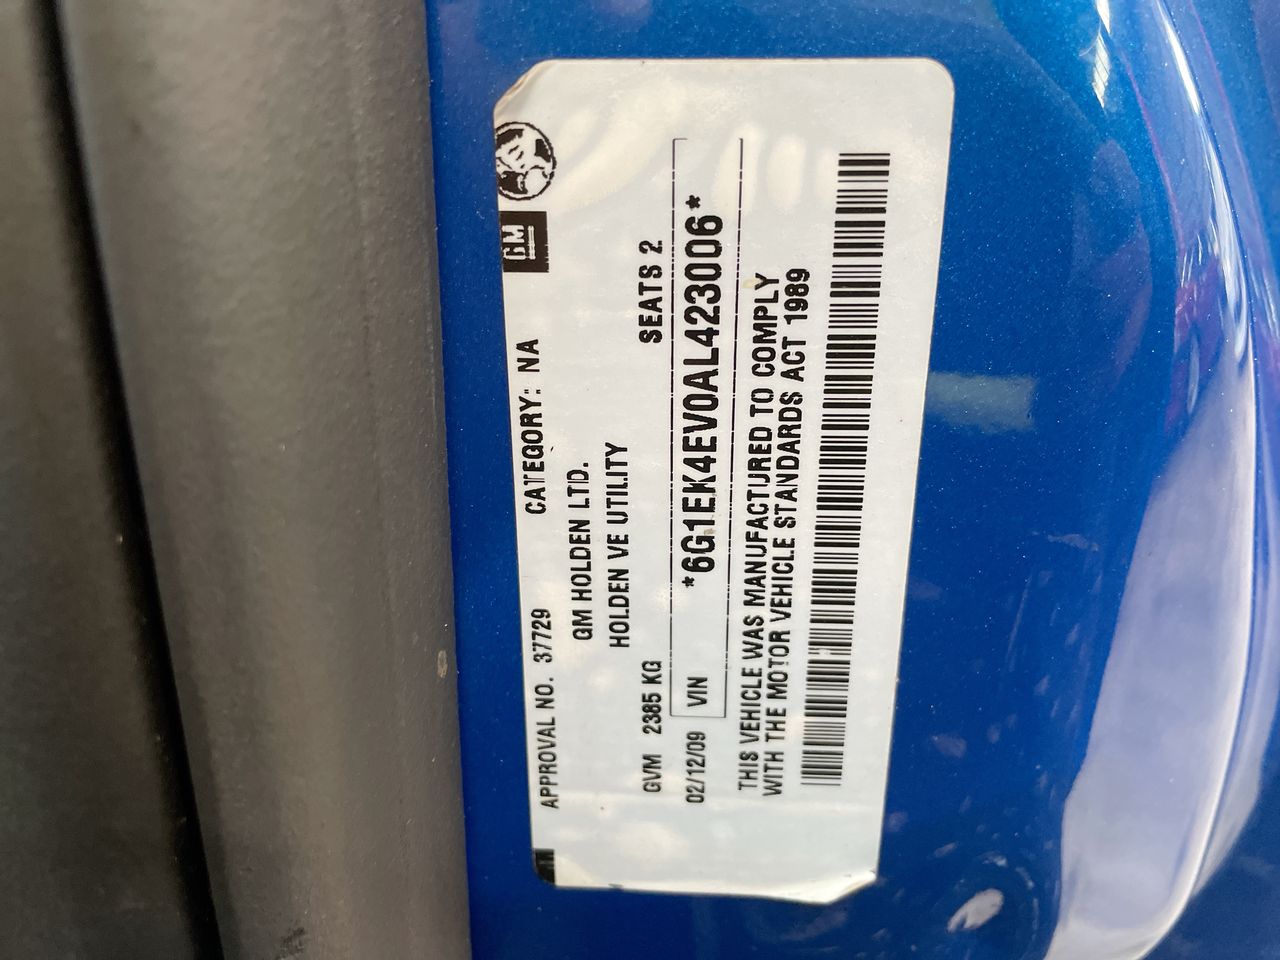 GM
APPROVAL NO. 37729 CATEGORY: NA
GM HOLDEN LTD.
HOLDEN VE UTILITY
GVM 2385 KG SEATS 2
02/12/09 VIN *6G1EK4EV0AL423006*
THIS VEHICLE WAS MANUFACTURED TO COMPLY
WITH THE MOTOR VEHICLE STANDARDS ACT 1989